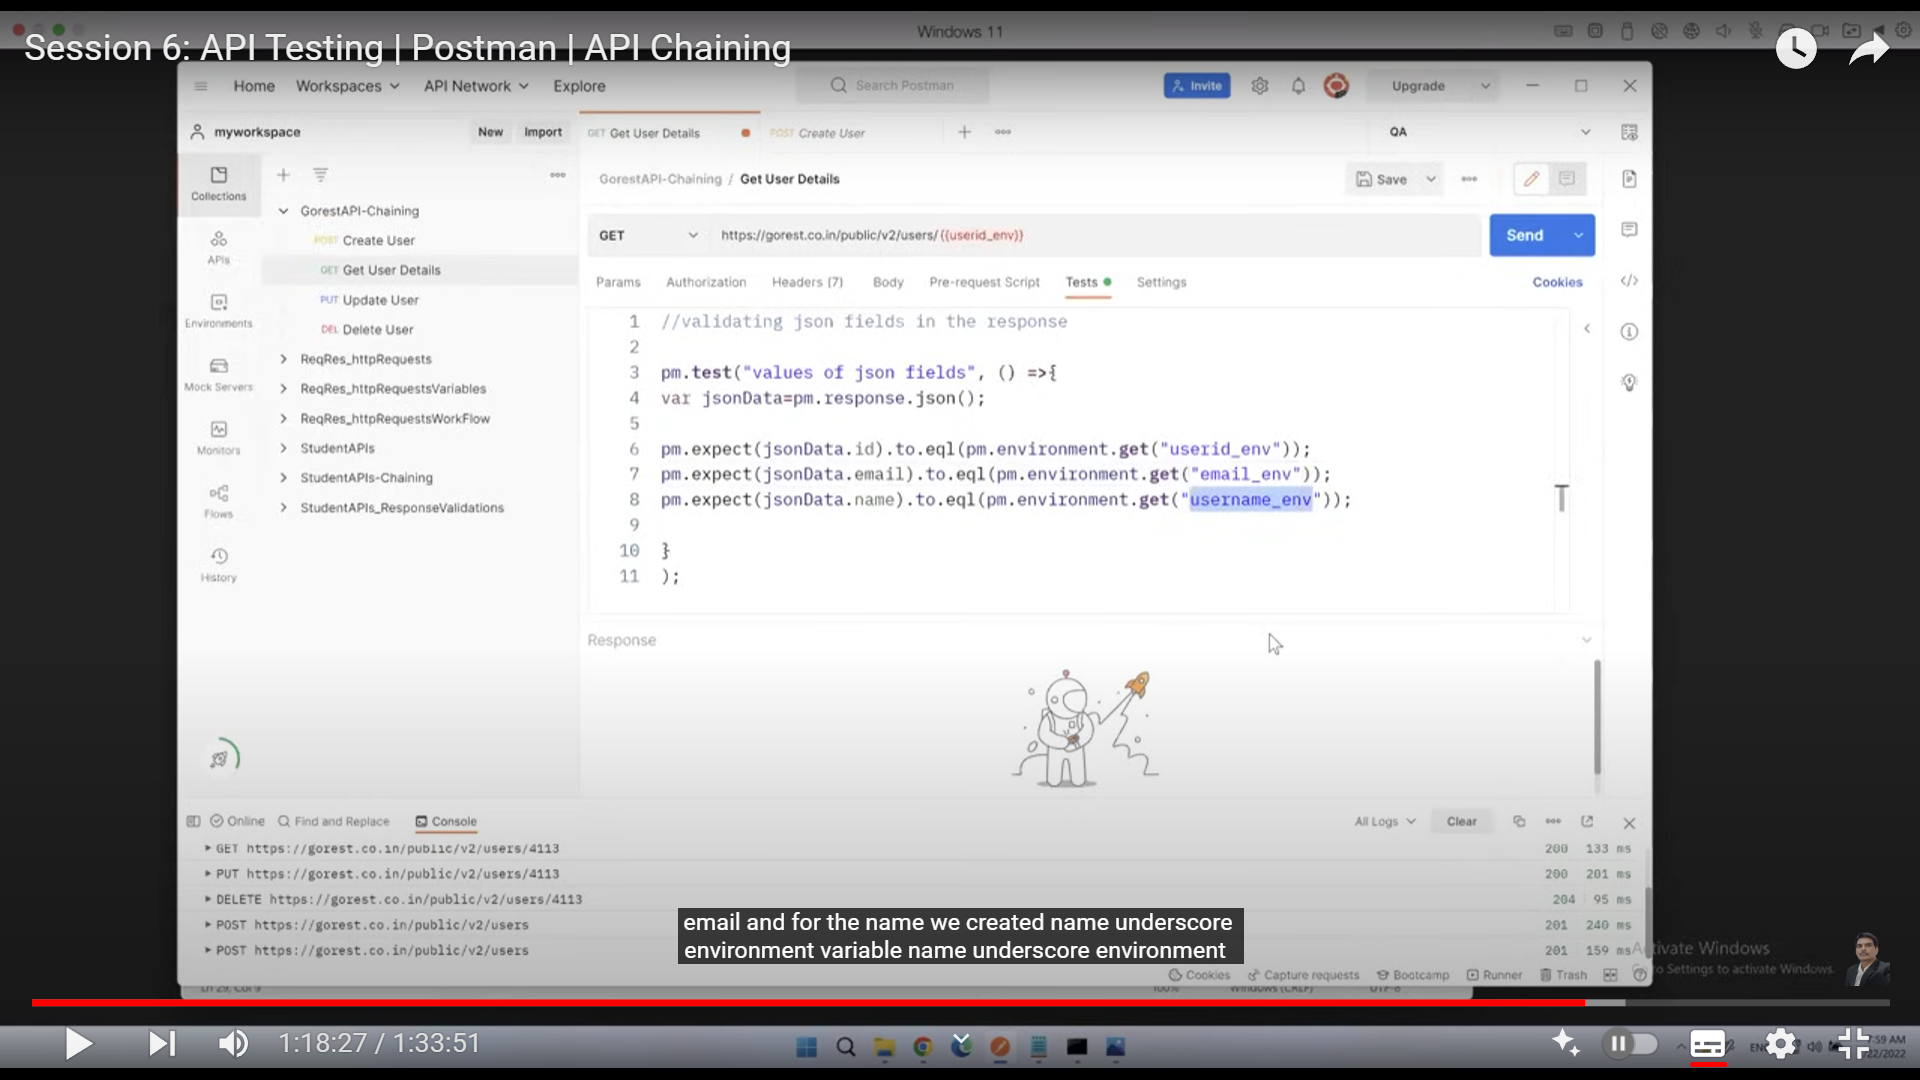 Windows 11
Session 6: API Testing | Postman | API Chaining
Home Workspaces API Network Explore Search Postman Invite Upgrade
myworkspace New Import GET Get User Details POST Create User QA
Collections
GorestAPI-Chaining / Get User Details Save
GorestAPI-Chaining
POST Create User
GET Get User Details
PUT Update User
DEL Delete User
ReqRes_httpRequests
ReqRes_httpRequestsVariables
ReqRes_httpRequestsWorkFlow
StudentAPIs
StudentAPIs-Chaining
StudentAPIs_ResponseValidations
APIs
Environments
Mock Servers
Monitors
Flows
History
GET https://gorest.co.in/public/v2/users/{{userid_env}} Send
Params Authorization Headers (7) Body Pre-request Script Tests Settings Cookies
1 //validating json fields in the response
2
3 pm.test("values of json fields", () =>{
4 var jsonData=pm.response.json();
5
6 pm.expect(jsonData.id).to.eql(pm.environment.get("userid_env"));
7 pm.expect(jsonData.email).to.eql(pm.environment.get("email_env"));
8 pm.expect(jsonData.name).to.eql(pm.environment.get("username_env"));
9
10 }
11 );
Response
Online Find and Replace Console All Logs Clear
GET https://gorest.co.in/public/v2/users/4113 200 133 ms
PUT https://gorest.co.in/public/v2/users/4113 200 201 ms
DELETE https://gorest.co.in/public/v2/users/4113 204 95 ms
POST https://gorest.co.in/public/v2/users 201 240 ms
POST https://gorest.co.in/public/v2/users 201 159 ms
email and for the name we created name underscore
environment variable name underscore environment
Activate Windows
to Settings to activate Windows.
Cookies Capture requests Bootcamp Runner Trash
100% Windows (CRLF) UTF-8
1:18:27 / 1:33:51